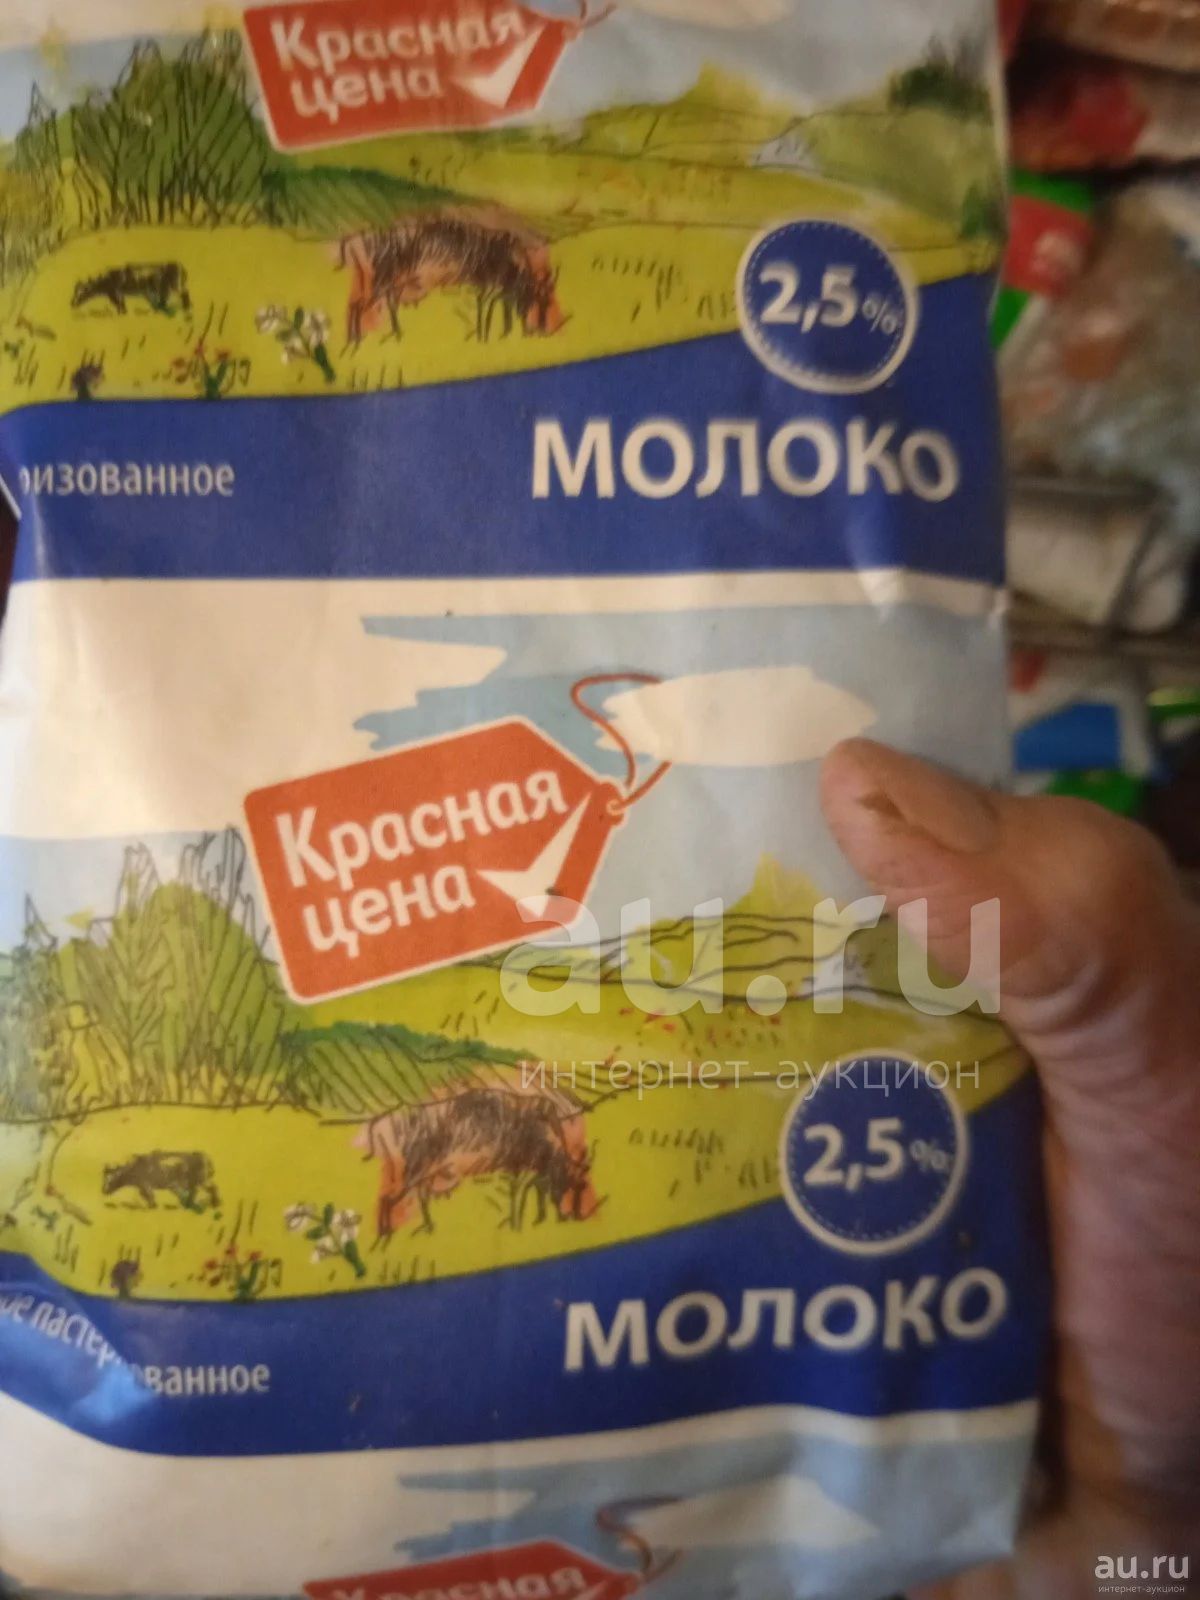 Красная
цена
2,5%
МОЛОКО
ризованное
Красная
цена
au.ru
интернет-аукцион
2,5%
МОЛОКО
ванное
Красная
au.ru
интернет-аукцион